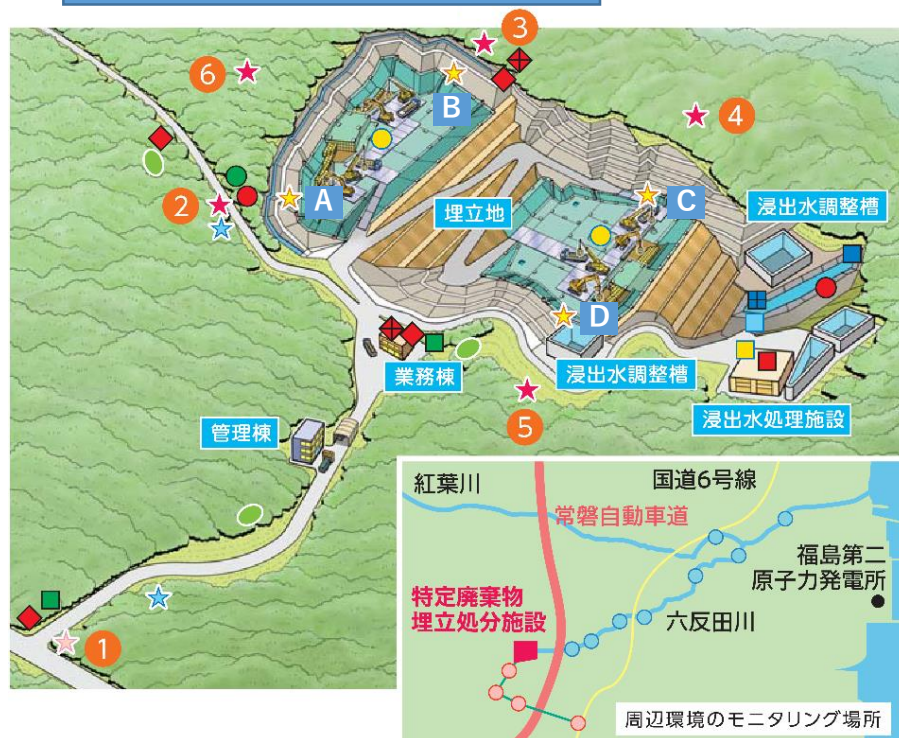 3
6
B
4
2
A
C
埋立地
浸出水調整槽
D
業務棟
浸出水調整槽
管理棟
5
浸出水処理施設
1
紅葉川
国道6号線
常磐自動車道
福島第二
原子力発電所
特定廃棄物
埋立処分施設
六反田川
周辺環境のモニタリング場所